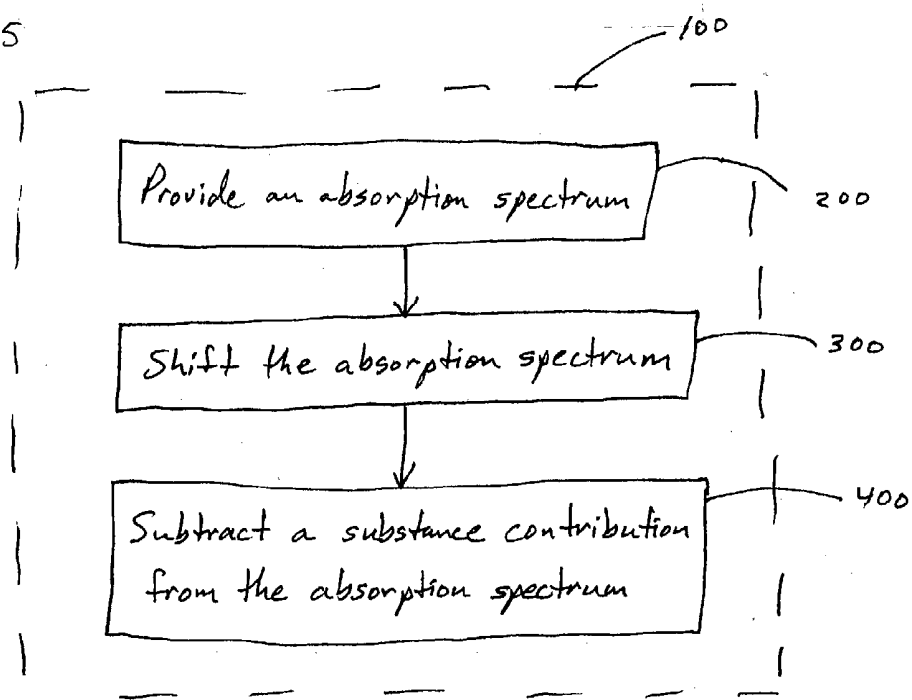 5
100
Provide an absorption spectrum
200
Shift the absorption spectrum
300
Subtract a substance contribution
400
from the absorption spectrum